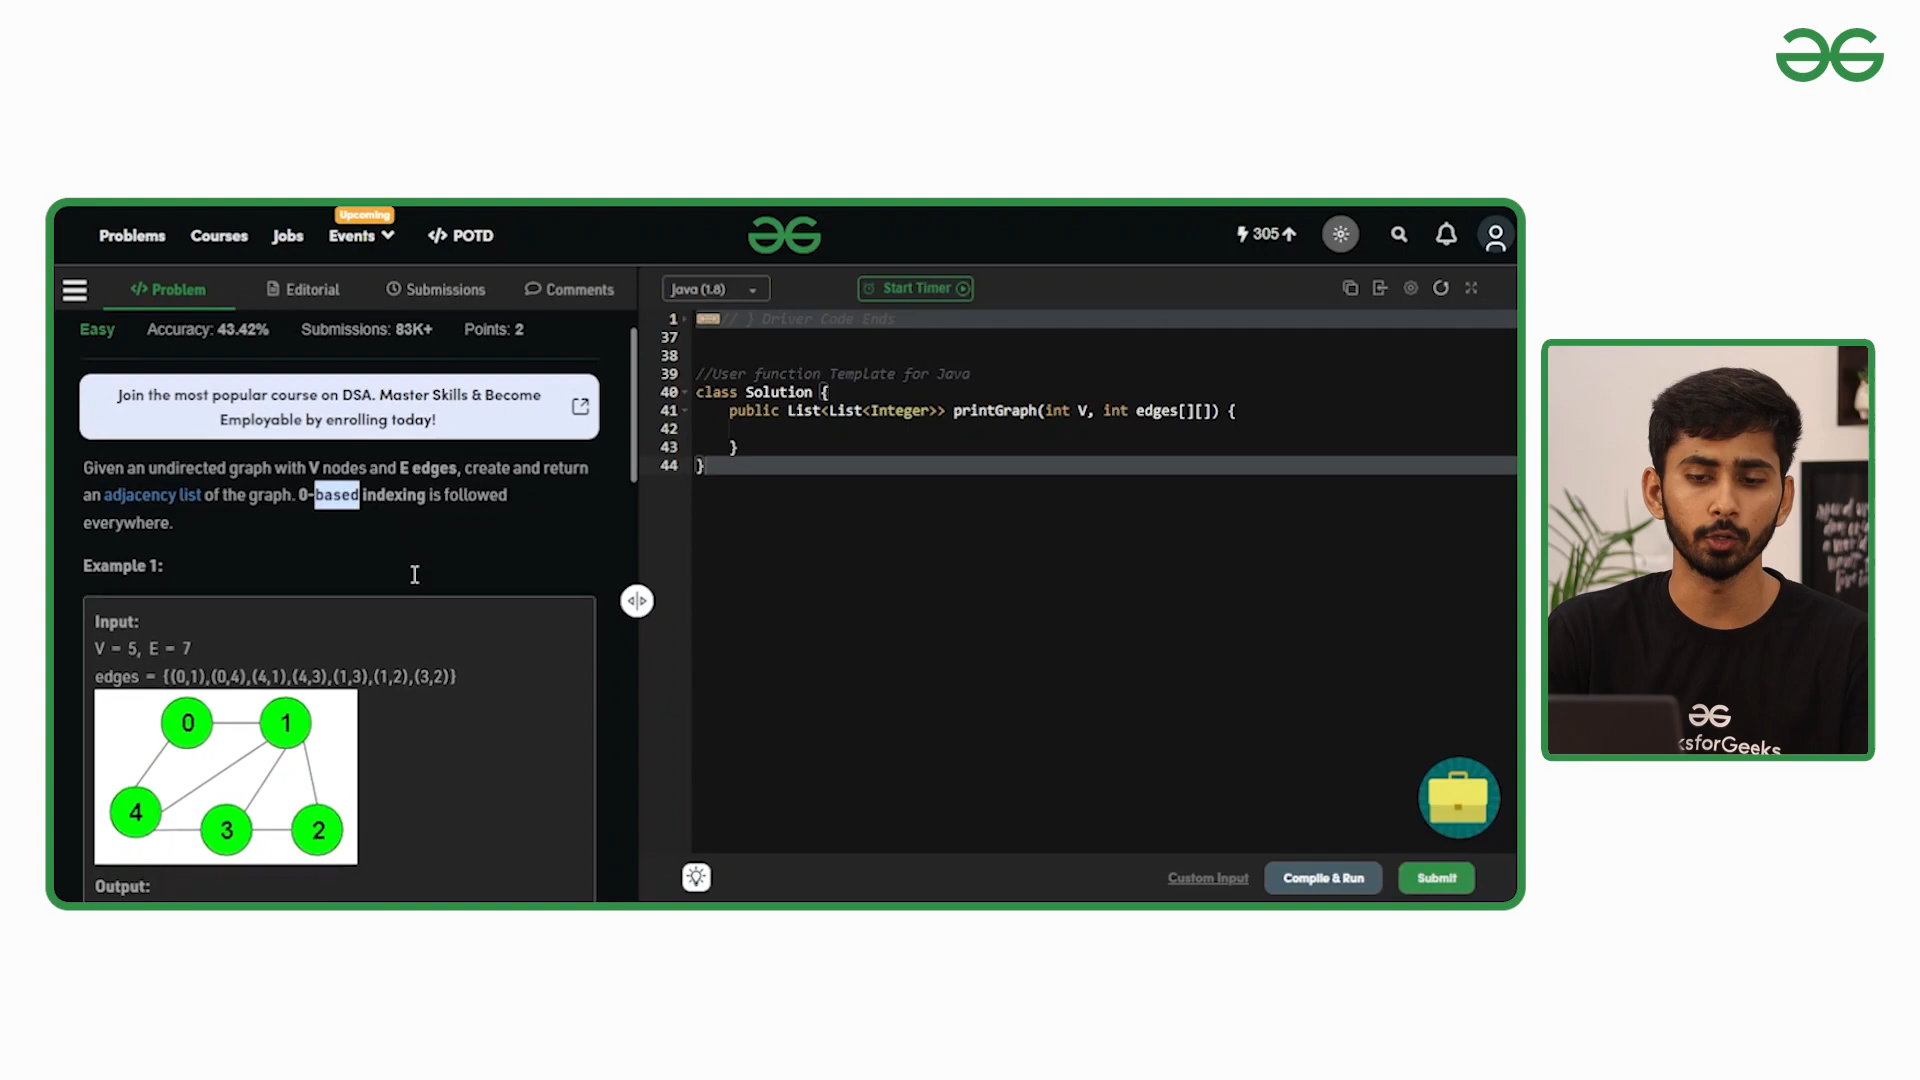 Problems Courses Jobs Upcoming Events </> POTD 305
</> Problem Editorial Submissions Comments
Easy Accuracy: 43.42% Submissions: 83K+ Points: 2
Join the most popular course on DSA. Master Skills & Become
Employable by enrolling today!
Given an undirected graph with V nodes and E edges, create and return
an adjacency list of the graph. 0-based indexing is followed
everywhere.
Example 1:
Input:
V = 5, E = 7
edges = {(0,1),(0,4),(4,1),(4,3),(1,3),(1,2),(3,2)}
0 1
4 3 2
Output:
Java (1.8) Start Timer
1 // } Driver Code Ends
37
38
39 //User function Template for Java
40 class Solution {
41 public List<List<Integer>> printGraph(int V, int edges[][]) {
42
43 }
44 }
Custom Input Compile & Run Submit
ksforGeeks